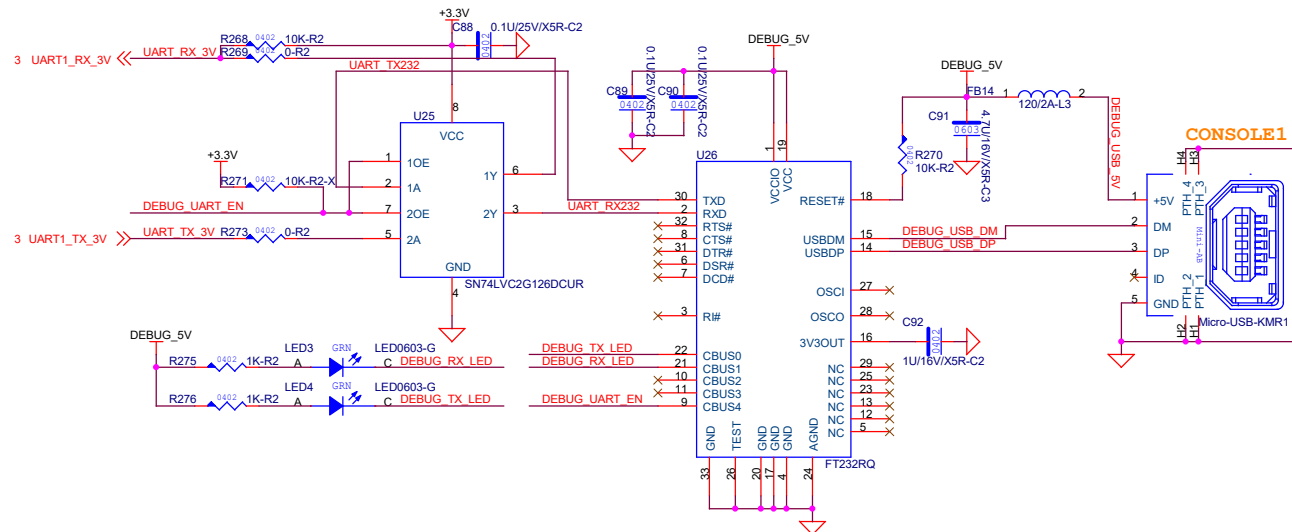 +3.3V
C88
0.1U/25V/X5R-C2
0402
R268
0402
10K-R2
3 UART1_RX_3V
UART_RX_3V
R269
0402
0-R2
UART_TX232
U25
8
VCC
1
1OE
2
1A
7
2OE
5
2A
1Y
6
2Y
3
GND
4
SN74LVC2G126DCUR
+3.3V
R271
0402
10K-R2-X
DEBUG_UART_EN
3 UART1_TX_3V
UART_TX_3V
R273
0402
0-R2
UART_RX232
C89
0402
0.1U/25V/X5R-C2
C90
0402
0.1U/25V/X5R-C2
DEBUG_5V
U26
1
19
VCCIO
VCC
30
TXD
2
RXD
32
RTS#
8
CTS#
31
DTR#
6
DSR#
7
DCD#
3
RI#
22
CBUS0
21
CBUS1
10
CBUS2
11
CBUS3
9
CBUS4
RESET#
18
USBDM
15
USBDP
14
OSCI
27
OSCO
28
3V3OUT
16
NC
29
NC
25
NC
23
NC
13
NC
12
NC
5
GND
TEST
GND
GND
GND
AGND
33
26
20
17
4
24
FT232RQ
DEBUG_5V
R275
0402
1K-R2
A
LED3
GRN
LED0603-G
C
DEBUG_RX_LED
R276
0402
1K-R2
A
LED4
GRN
LED0603-G
C
DEBUG_TX_LED
DEBUG_TX_LED
DEBUG_RX_LED
DEBUG_UART_EN
DEBUG_5V
FB14
1
2
120/2A-L3
C91
0603
4.7U/16V/X5R-C3
R270
0402
10K-R2
DEBUG_USB_5V
DEBUG_USB_DM
DEBUG_USB_DP
C92
0402
1U/16V/X5R-C2
CONSOLE1
H4
H3
PTH_4
PTH_3
1
+5V
2
DM
3
DP
4
ID
5
GND
Mini-AB
PTH_2
PTH_1
H2
H1
Micro-USB-KMR1